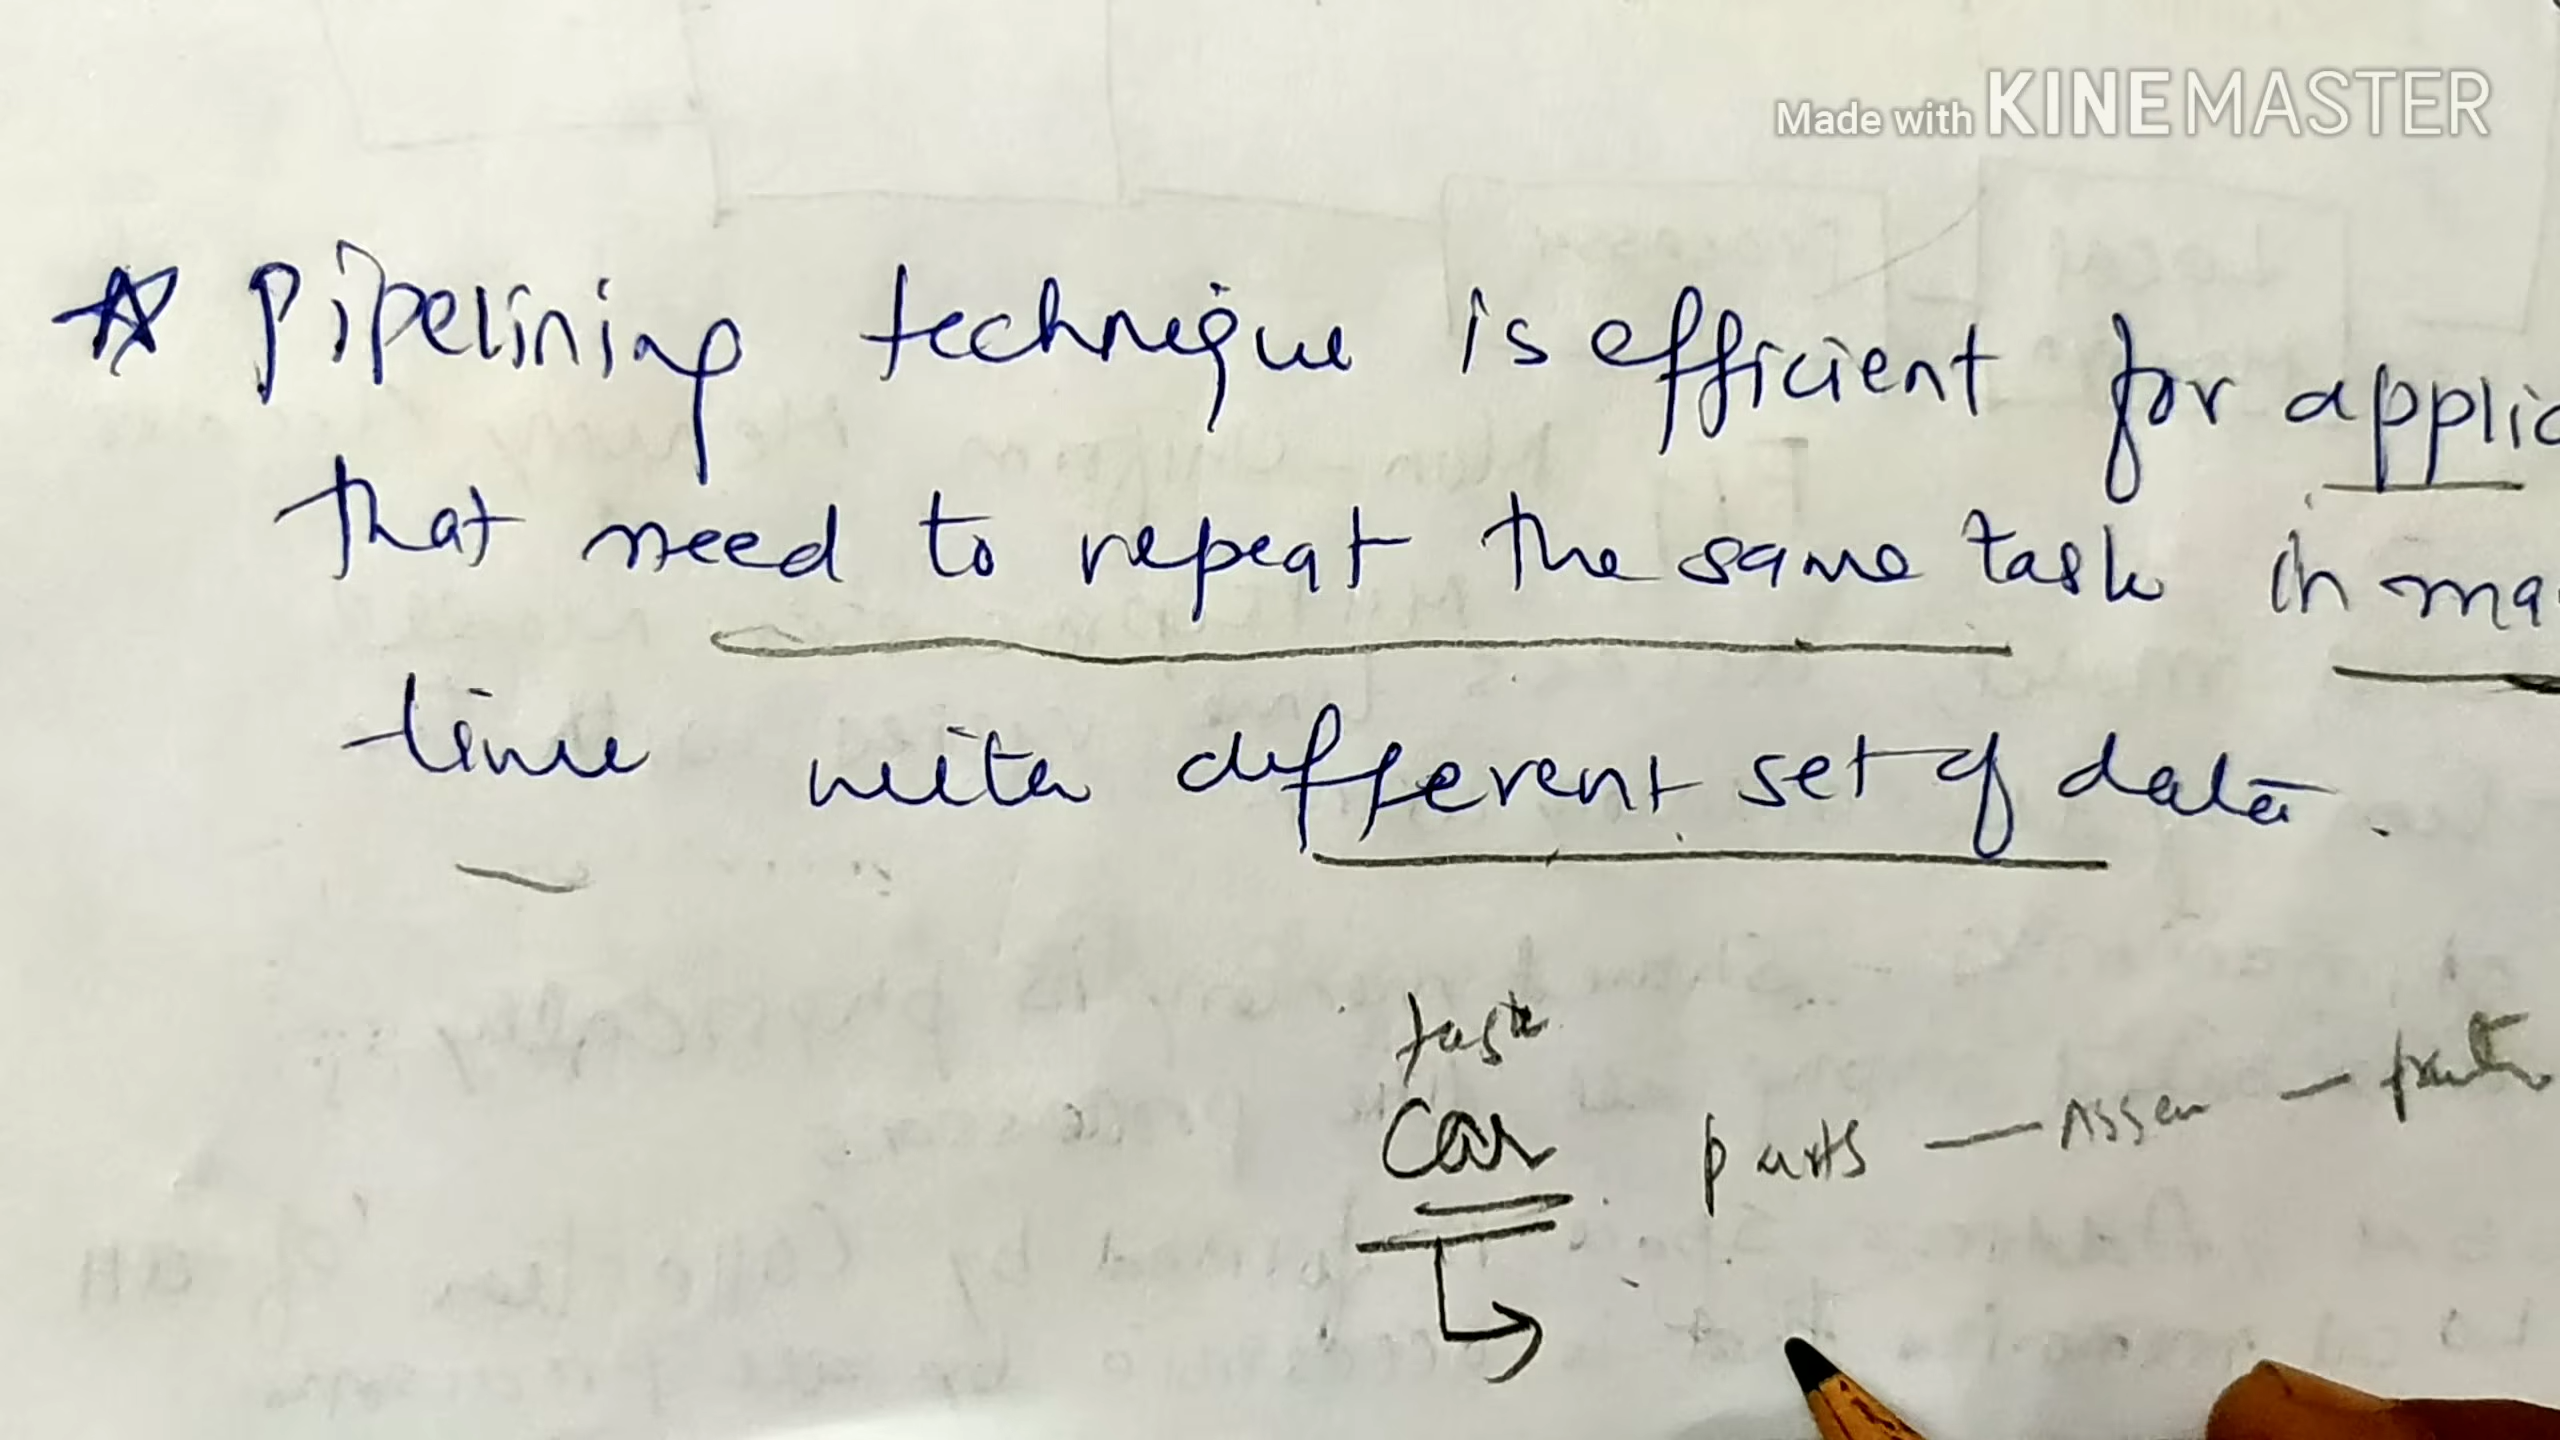 Made with KINEMASTER
☆ Pipelining technique is efficient for applic
that need to repeat the same task in ma
time with different set of data.
task
Car parts — Assem —